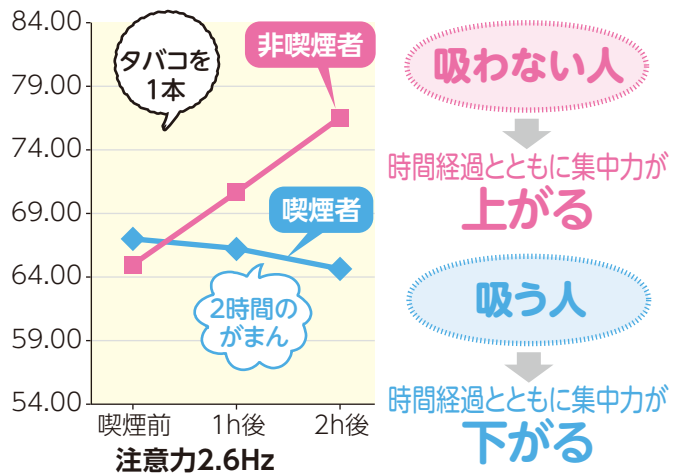 84.00
79.00
74.00
69.00
64.00
59.00
54.00
タバコを
1本
非喫煙者
喫煙者
2時間の
がまん
喫煙前
1h後
2h後
注意力2.6Hz
吸わない人
時間経過とともに集中力が
上がる
吸う人
時間経過とともに集中力が
下がる